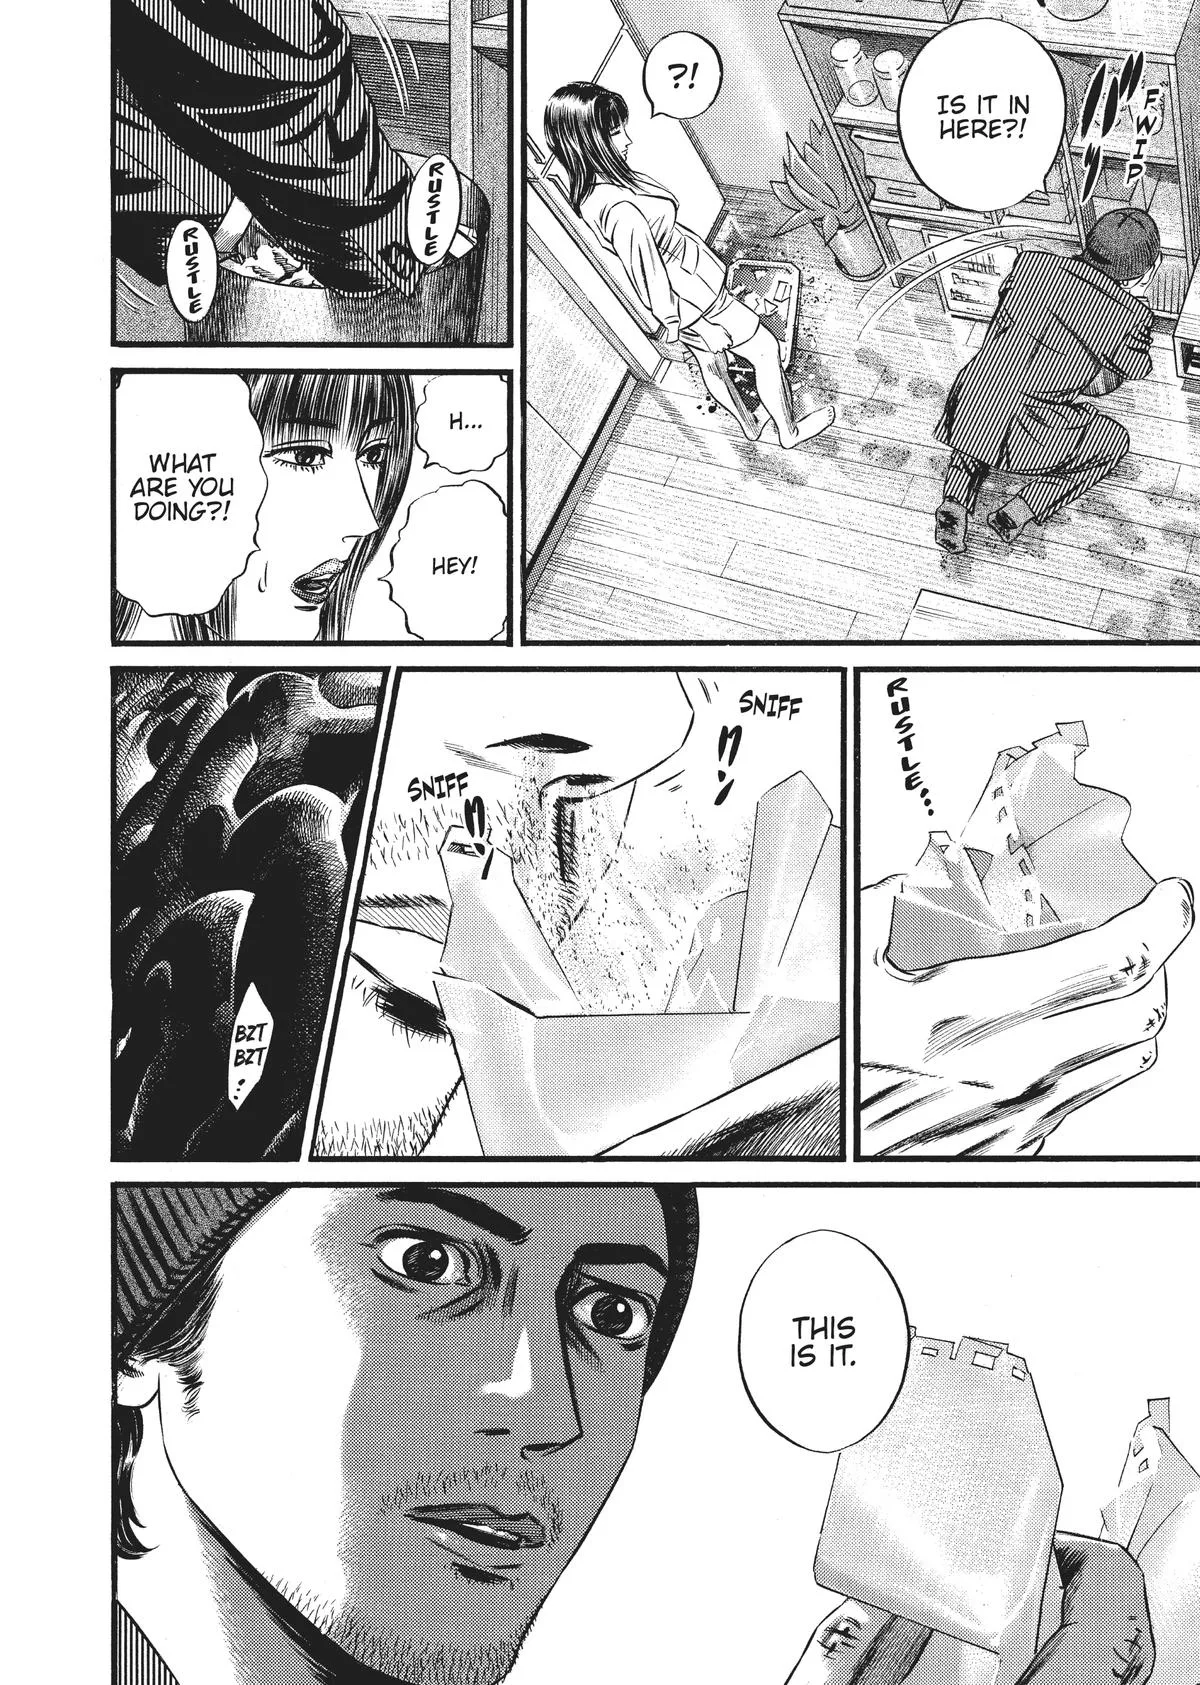 IS IT IN
HERE?!
FWIP
?!
RUSTLE
RUSTLE
H...
HEY!
WHAT
ARE YOU
DOING?!
RUSTLE...
SNIFF
SNIFF
BZT
BZT
THIS
IS IT.